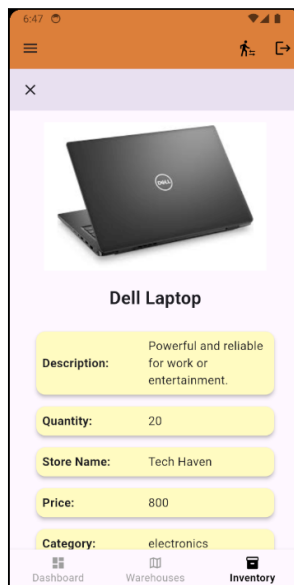 6:47
DELL
Dell Laptop
Description: Powerful and reliable
for work or
entertainment.
Quantity: 20
Store Name: Tech Haven
Price: 800
Category: electronics
Dashboard Warehouses Inventory